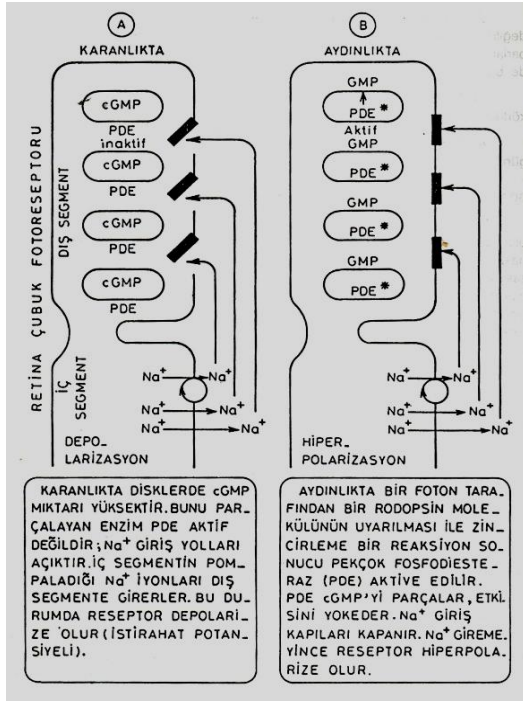 A
KARANLIKTA
cGMP
PDE
inaktif
cGMP
PDE
cGMP
PDE
cGMP
PDE
RETİNA ÇUBUK FOTORESEPTORU
DIŞ SEGMENT
İÇ SEGMENT
Na⁺ Na⁺
Na⁺ Na⁺
Na⁺ Na⁺
DEPO-
LARİZASYON
B
AYDINLIKTA
GMP
PDE*
Aktif
GMP
PDE*
GMP
PDE*
GMP
PDE*
Na⁺ Na⁺
Na⁺ Na⁺
Na⁺ Na⁺
HİPER-
POLARİZASYON
KARANLIKTA DİSKLERDE cGMP
MIKTARI YÜKSEKTİR. BUNU PAR-
ÇALAYAN ENZİM PDE AKTİF
DEĞİLDİR; Na⁺ GİRİŞ YOLLARI
AÇIKTIR. İÇ SEGMENTİN POM-
PALADIĞI Na⁺ İYONLARI DIŞ
SEGMENTE GİRERLER. BU DU-
RUMDA RESEPTOR DEPOLARİ-
ZE OLUR (İSTİRAHAT POTAN-
SİYELİ).
AYDINLIKTA BİR FOTON TARA-
FINDAN BİR RODOPSİN MOLE-
KÜLÜNÜN UYARILMASI İLE ZİN-
CİRLEME BİR REAKSİYON SO-
NUCU PEKÇOK FOSFODİESTE-
RAZ (PDE) AKTİVE EDİLİR.
PDE cGMP'Yİ PARÇALAR, ETKİ-
SİNİ YOKEDER. Na⁺ GİRİŞ
KAPILARI KAPANIR. Na⁺ GİREME-
YİNCE RESEPTOR HİPERPOLA-
RİZE OLUR.